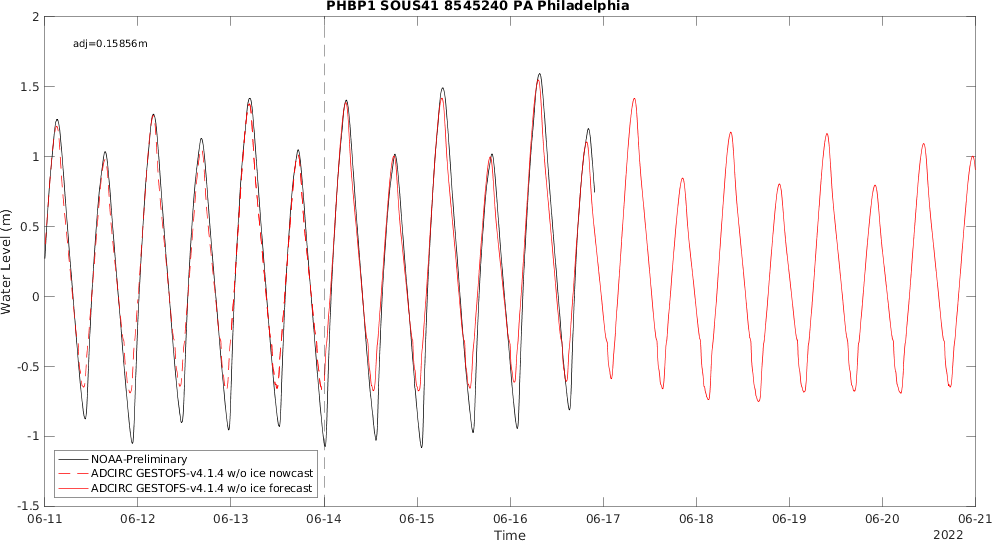 PHBP1 SOUS41 8545240 PA Philadelphia
adj=0.15856m
2
1.5
1
0.5
0
-0.5
-1
-1.5
Water Level (m)
NOAA-Preliminary
ADCIRC GESTOFS-v4.1.4 w/o ice nowcast
ADCIRC GESTOFS-v4.1.4 w/o ice forecast
06-11 06-12 06-13 06-14 06-15 06-16 06-17 06-18 06-19 06-20 06-21
Time
2022